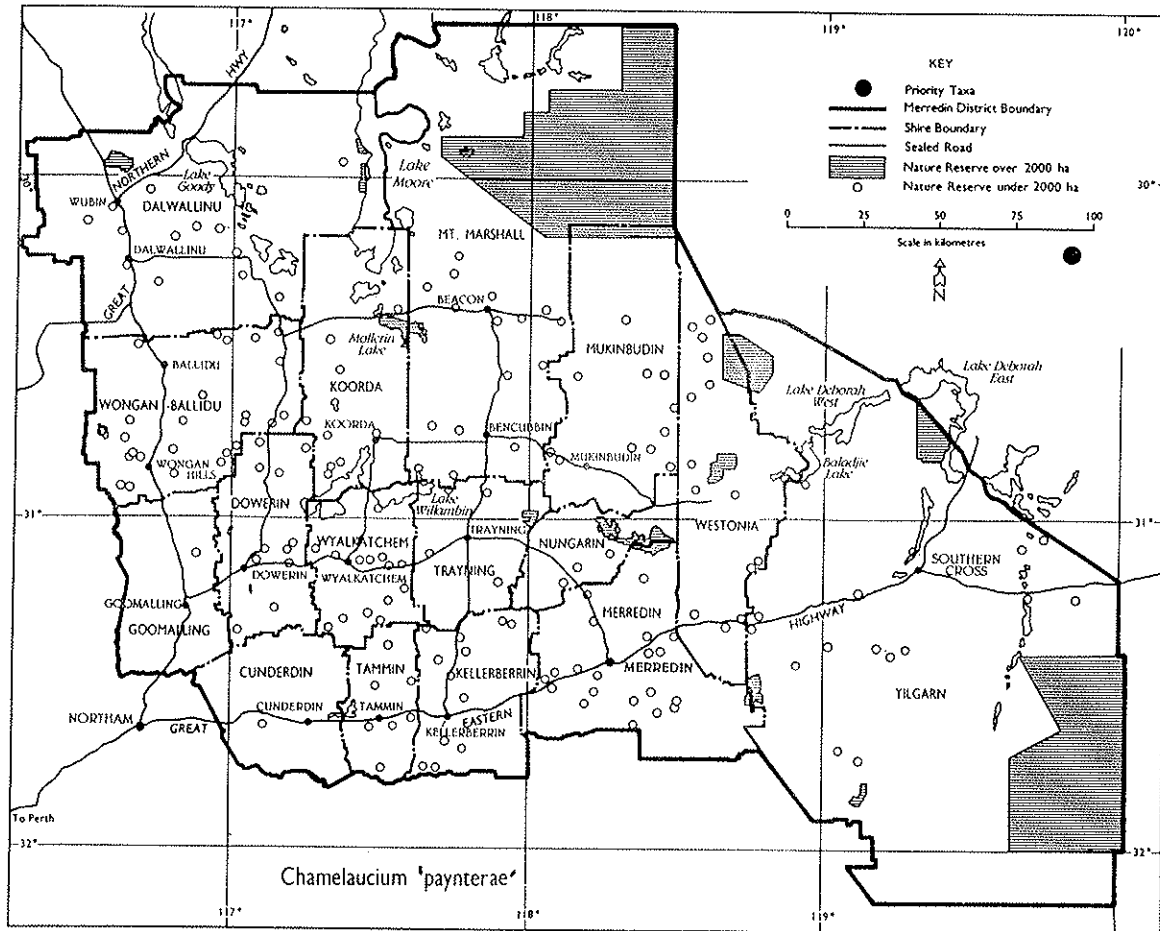 117°
118°
119°
120°
KEY
Priority Taxa
Merredin District Boundary
Shire Boundary
Sealed Road
Nature Reserve over 2000 ha
Nature Reserve under 2000 ha
0 25 50 75 100
Scale in kilometres
N
HWY
NORTHERN
GREAT
Lake Goody
Lake Moore
30°
30°
WUBIN
DALWALLINU
DALWALLINU
MT. MARSHALL
BEACON
Mollerin Lake
MUKINBUDIN
BALLIDU
KOORDA
WONGAN - BALLIDU
KOORDA
BENCUBBIN
MUKINBUDIN
Lake Deborah West
Lake Deborah East
Baladjie Lake
WONGAN HILLS
DOWERIN
Lake Wilkambin
31°
31°
WYALKATCHEM
TRAYNING
NUNGARIN
WESTONIA
DOWERIN
WYALKATCHEM
TRAYNING
SOUTHERN CROSS
GOOMALLING
GOOMALLING
MERREDIN
HIGHWAY
CUNDERDIN
TAMMIN
KELLERBERRIN
MERREDIN
YILGARN
NORTHAM
GREAT
CUNDERDIN
TAMMIN
EASTERN
KELLERBERRIN
To Perth
32°
32°
Chamelaucium 'paynterae'
117°
118°
119°